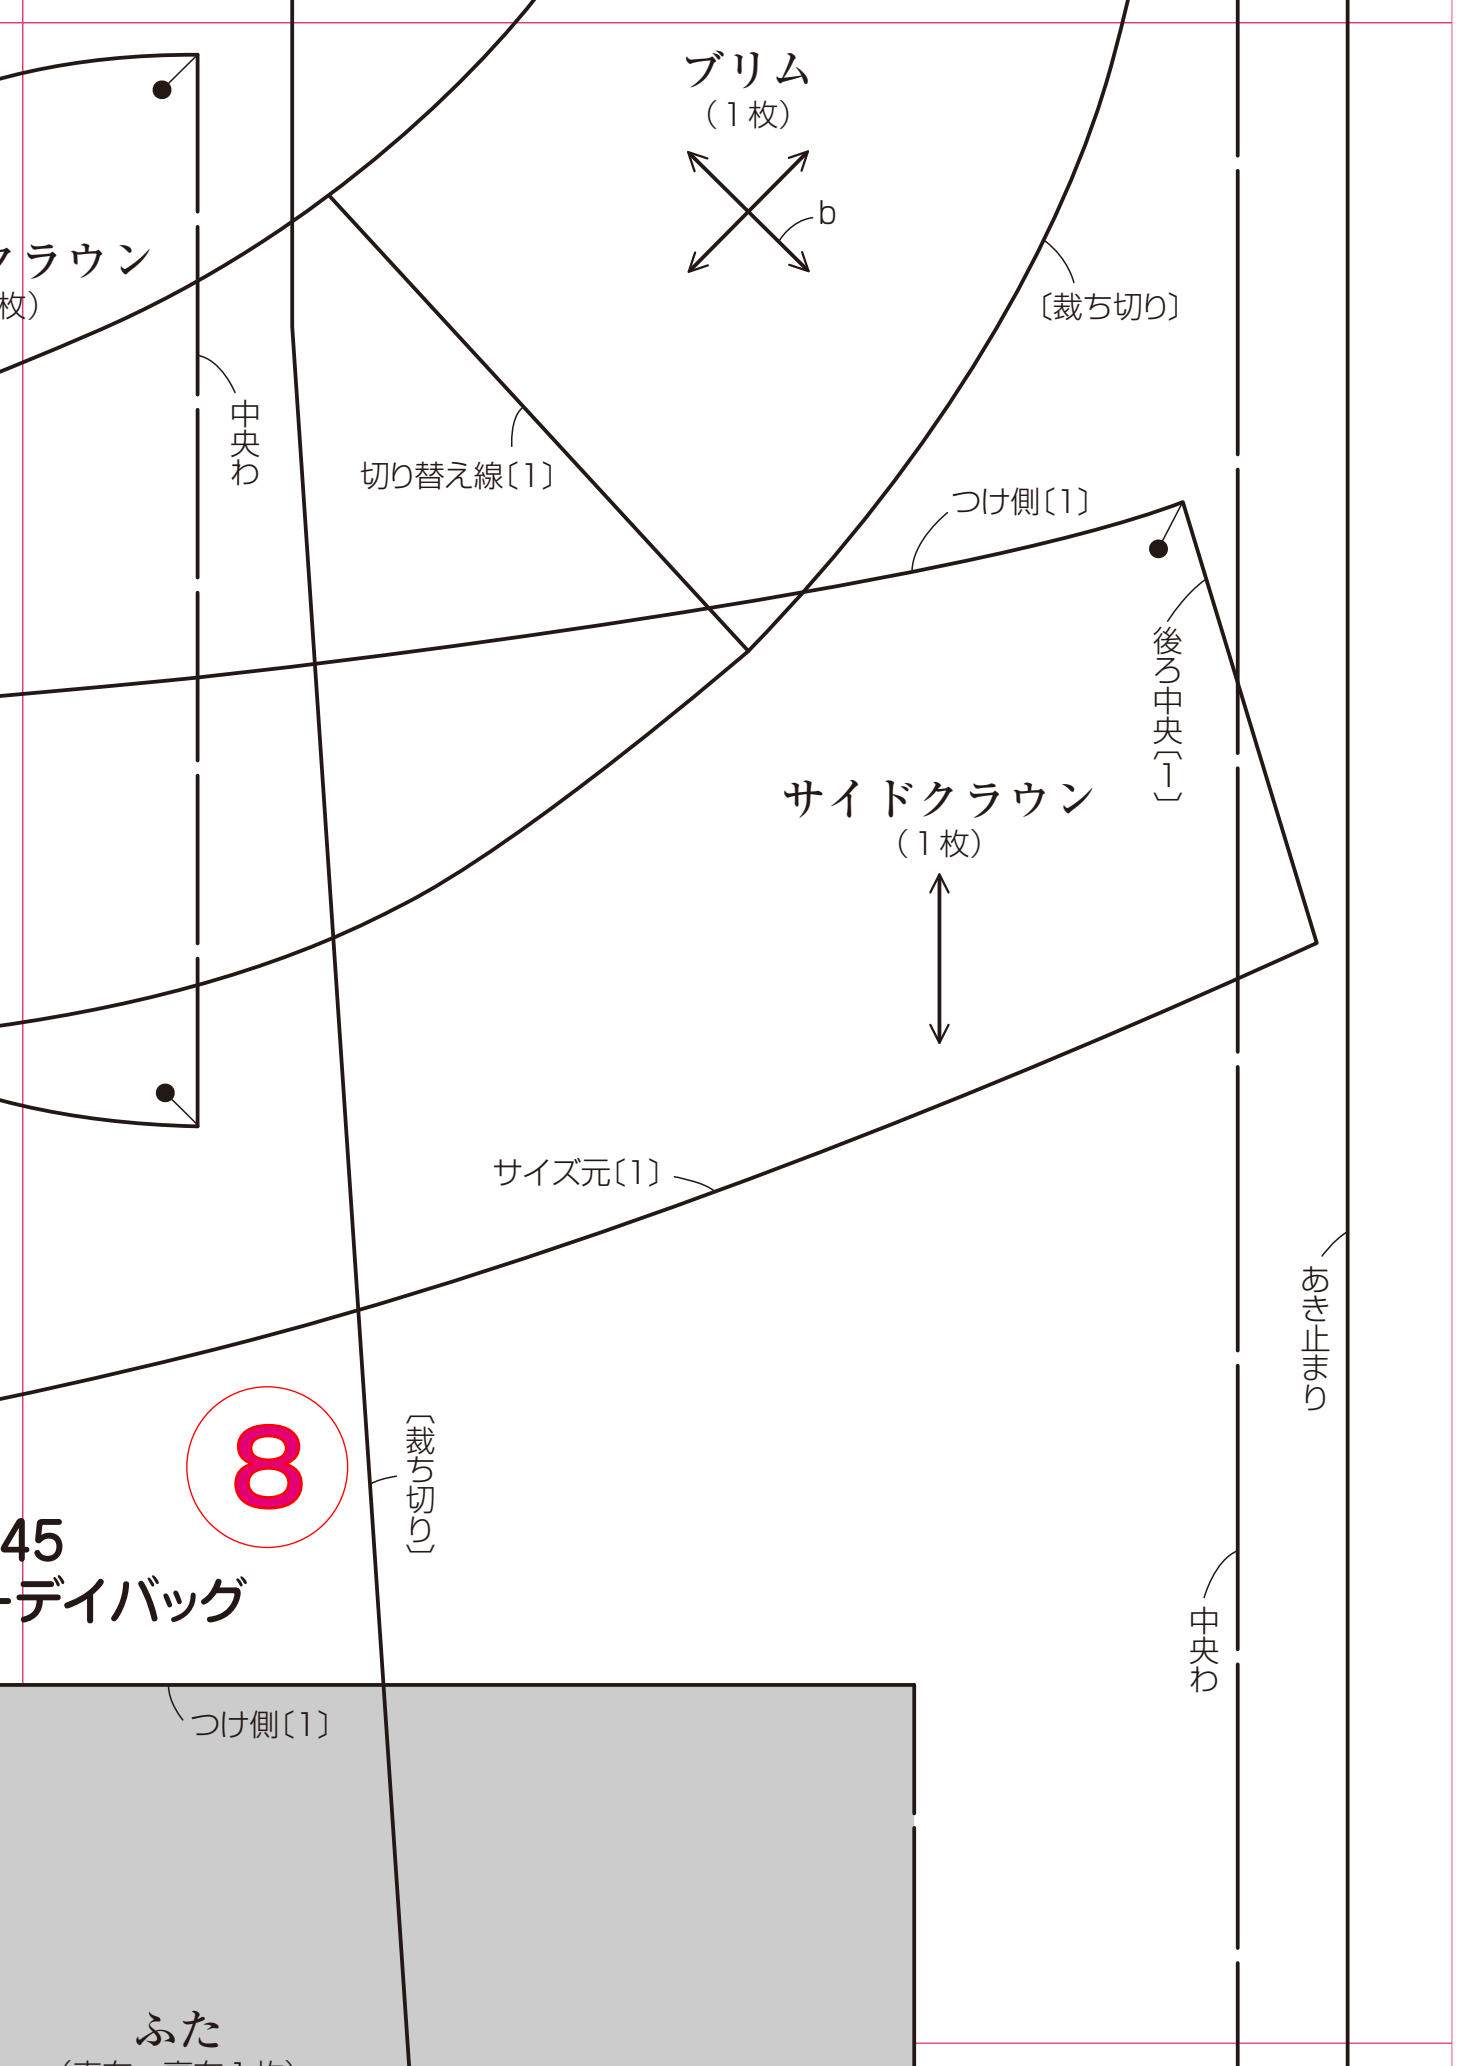 ブリム
(1枚)
b
〔裁ち切り〕
クラウン
枚)
中央わ
切り替え線〔1〕
つけ側〔1〕
後ろ中央〔1〕
サイドクラウン
(1枚)
サイズ元〔1〕
あき止まり
8
〔裁ち切り〕
45
ーデイバッグ
中央わ
つけ側〔1〕
ふた